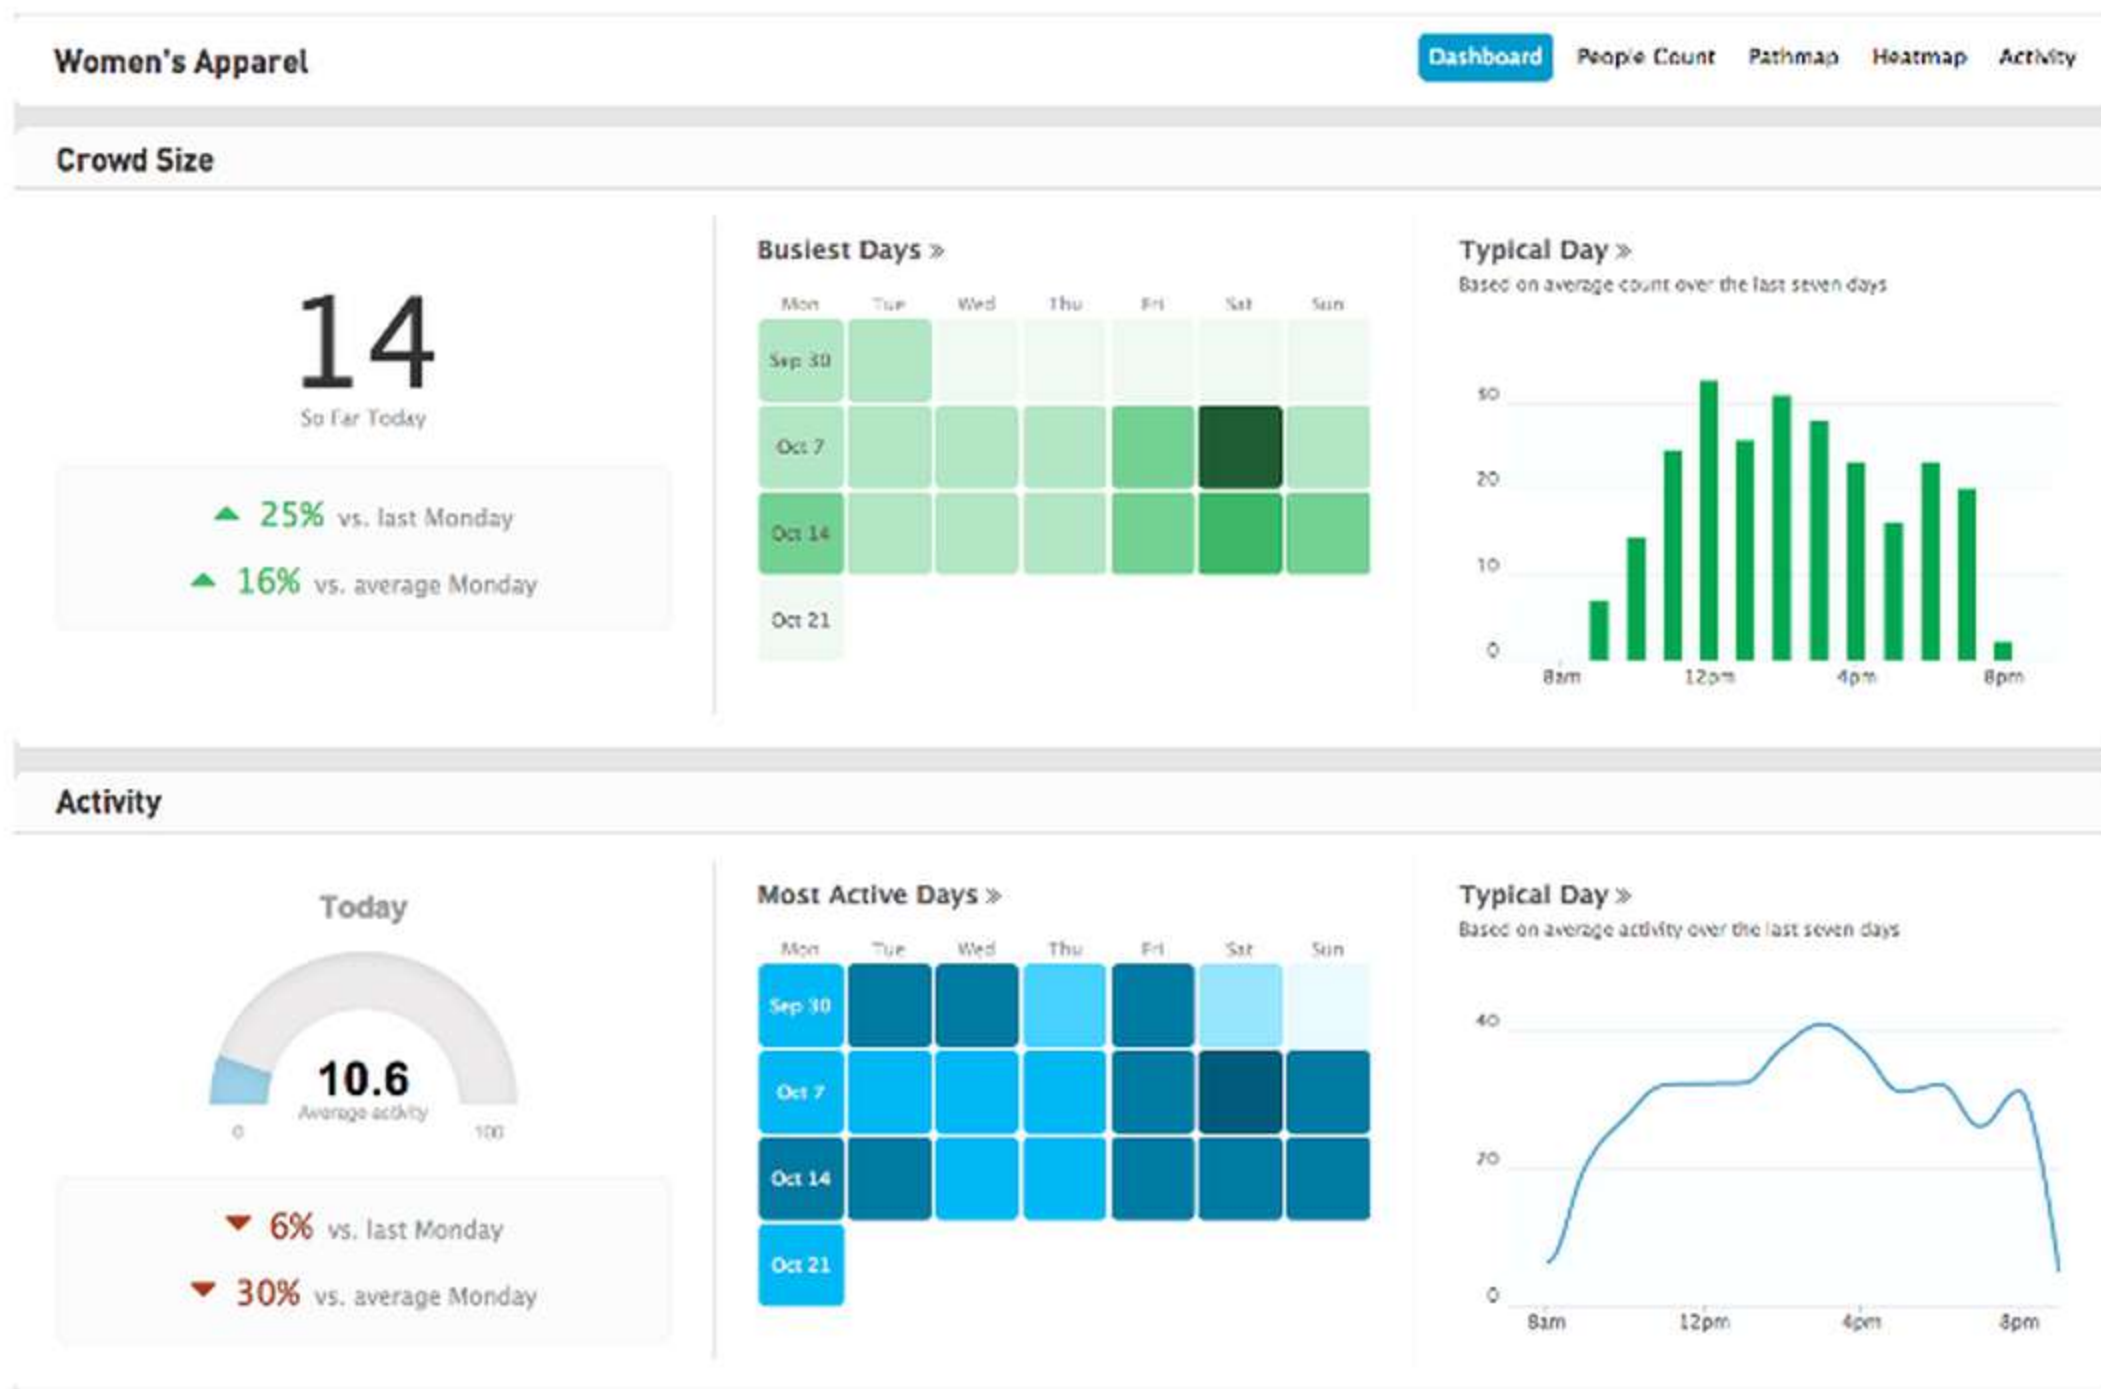 Women's Apparel
Dashboard People Count Pathmap Heatmap Activity
Crowd Size
14
So Far Today
25% vs. last Monday
16% vs. average Monday
Busiest Days »
Mon Tue Wed Thu Fri Sat Sun
Sep 30
Oct 7
Oct 14
Oct 21
Typical Day »
Based on average count over the last seven days
30
20
10
0
8am 12pm 4pm 8pm
Activity
Today
10.6
Average activity
0 100
6% vs. last Monday
30% vs. average Monday
Most Active Days »
Mon Tue Wed Thu Fri Sat Sun
Sep 30
Oct 7
Oct 14
Oct 21
Typical Day »
Based on average activity over the last seven days
40
20
0
8am 12pm 4pm 8pm